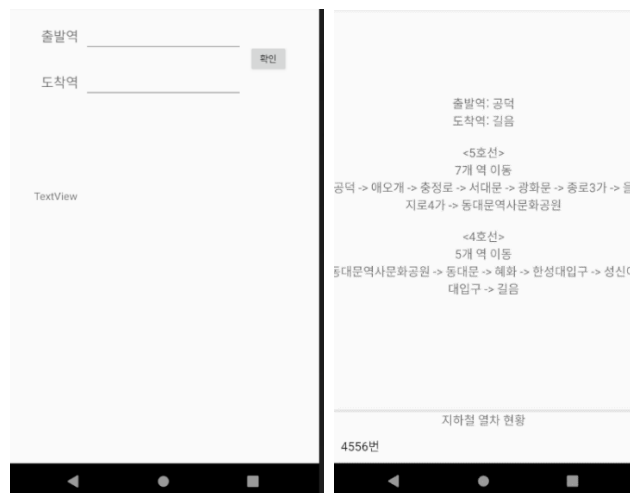 출발역
확인
도착역
TextView
출발역: 공덕
도착역: 길음
<5호선>
7개 역 이동
공덕 -> 애오개 -> 충정로 -> 서대문 -> 광화문 -> 종로3가 -> 을
지로4가 -> 동대문역사문화공원
<4호선>
5개 역 이동
동대문역사문화공원 -> 동대문 -> 혜화 -> 한성대입구 -> 성신여
대입구 -> 길음
지하철 열차 현황
4556번